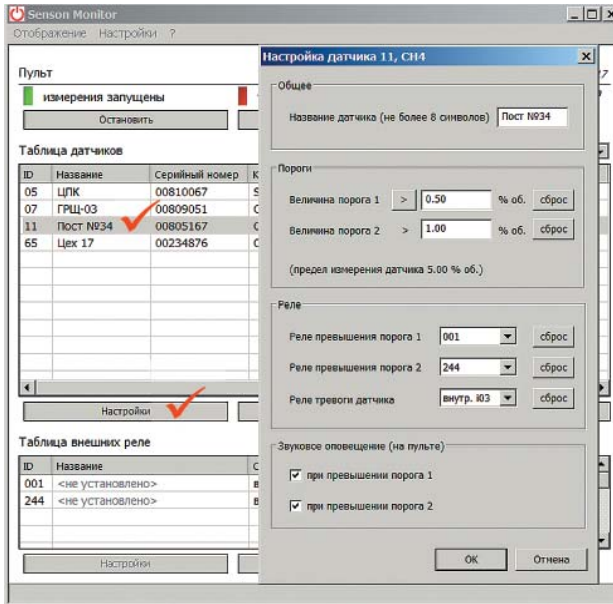 Senson Monitor
Отображение Настройки ?
Пульт
измерения запущены
Остановить
Таблица датчиков
ID Название Серийный номер К
05 ЦПК 00810067 S
07 ГРЩ-03 00809051 С
11 Пост №34 00805167 С
65 Цех 17 00234876 С
Настройки
Таблица внешних реле
ID Название С
001 <не установлено> в
244 <не установлено> в
Настройки
Настройка датчика 11, CH4
Общее
Название датчика (не более 8 символов) Пост №34
Пороги
Величина порога 1 > 0.50 % об. сброс
Величина порога 2 > 1.00 % об. сброс
(предел измерения датчика 5.00 % об.)
Реле
Реле превышения порога 1 001 сброс
Реле превышения порога 2 244 сброс
Реле тревоги датчика внутр. i03 сброс
Звуковое оповещение (на пульте)
при превышении порога 1
при превышении порога 2
OK Отмена